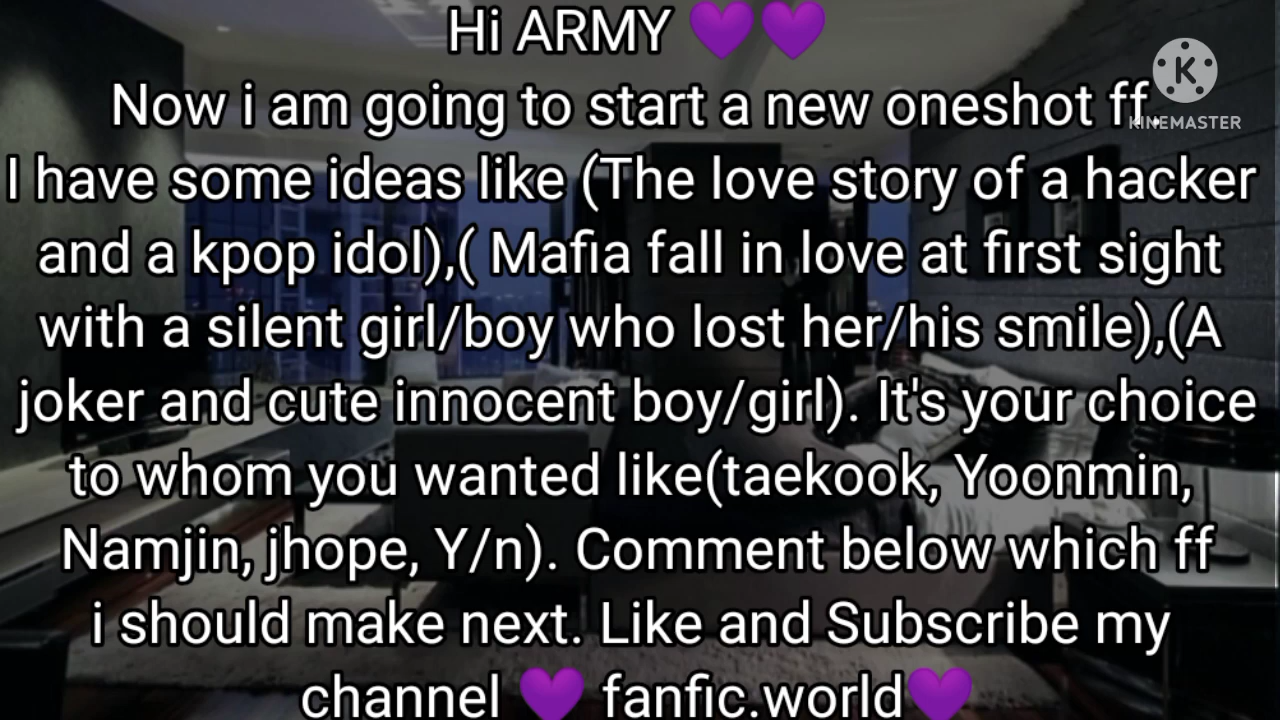 Hi ARMY 💜💜
Now i am going to start a new oneshot ff.
I have some ideas like (The love story of a hacker
and a kpop idol),( Mafia fall in love at first sight
with a silent girl/boy who lost her/his smile),(A
joker and cute innocent boy/girl). It's your choice
to whom you wanted like(taekook, Yoonmin,
Namjin, jhope, Y/n). Comment below which ff
i should make next. Like and Subscribe my
channel 💜 fanfic.world💜
K
KINEMASTER